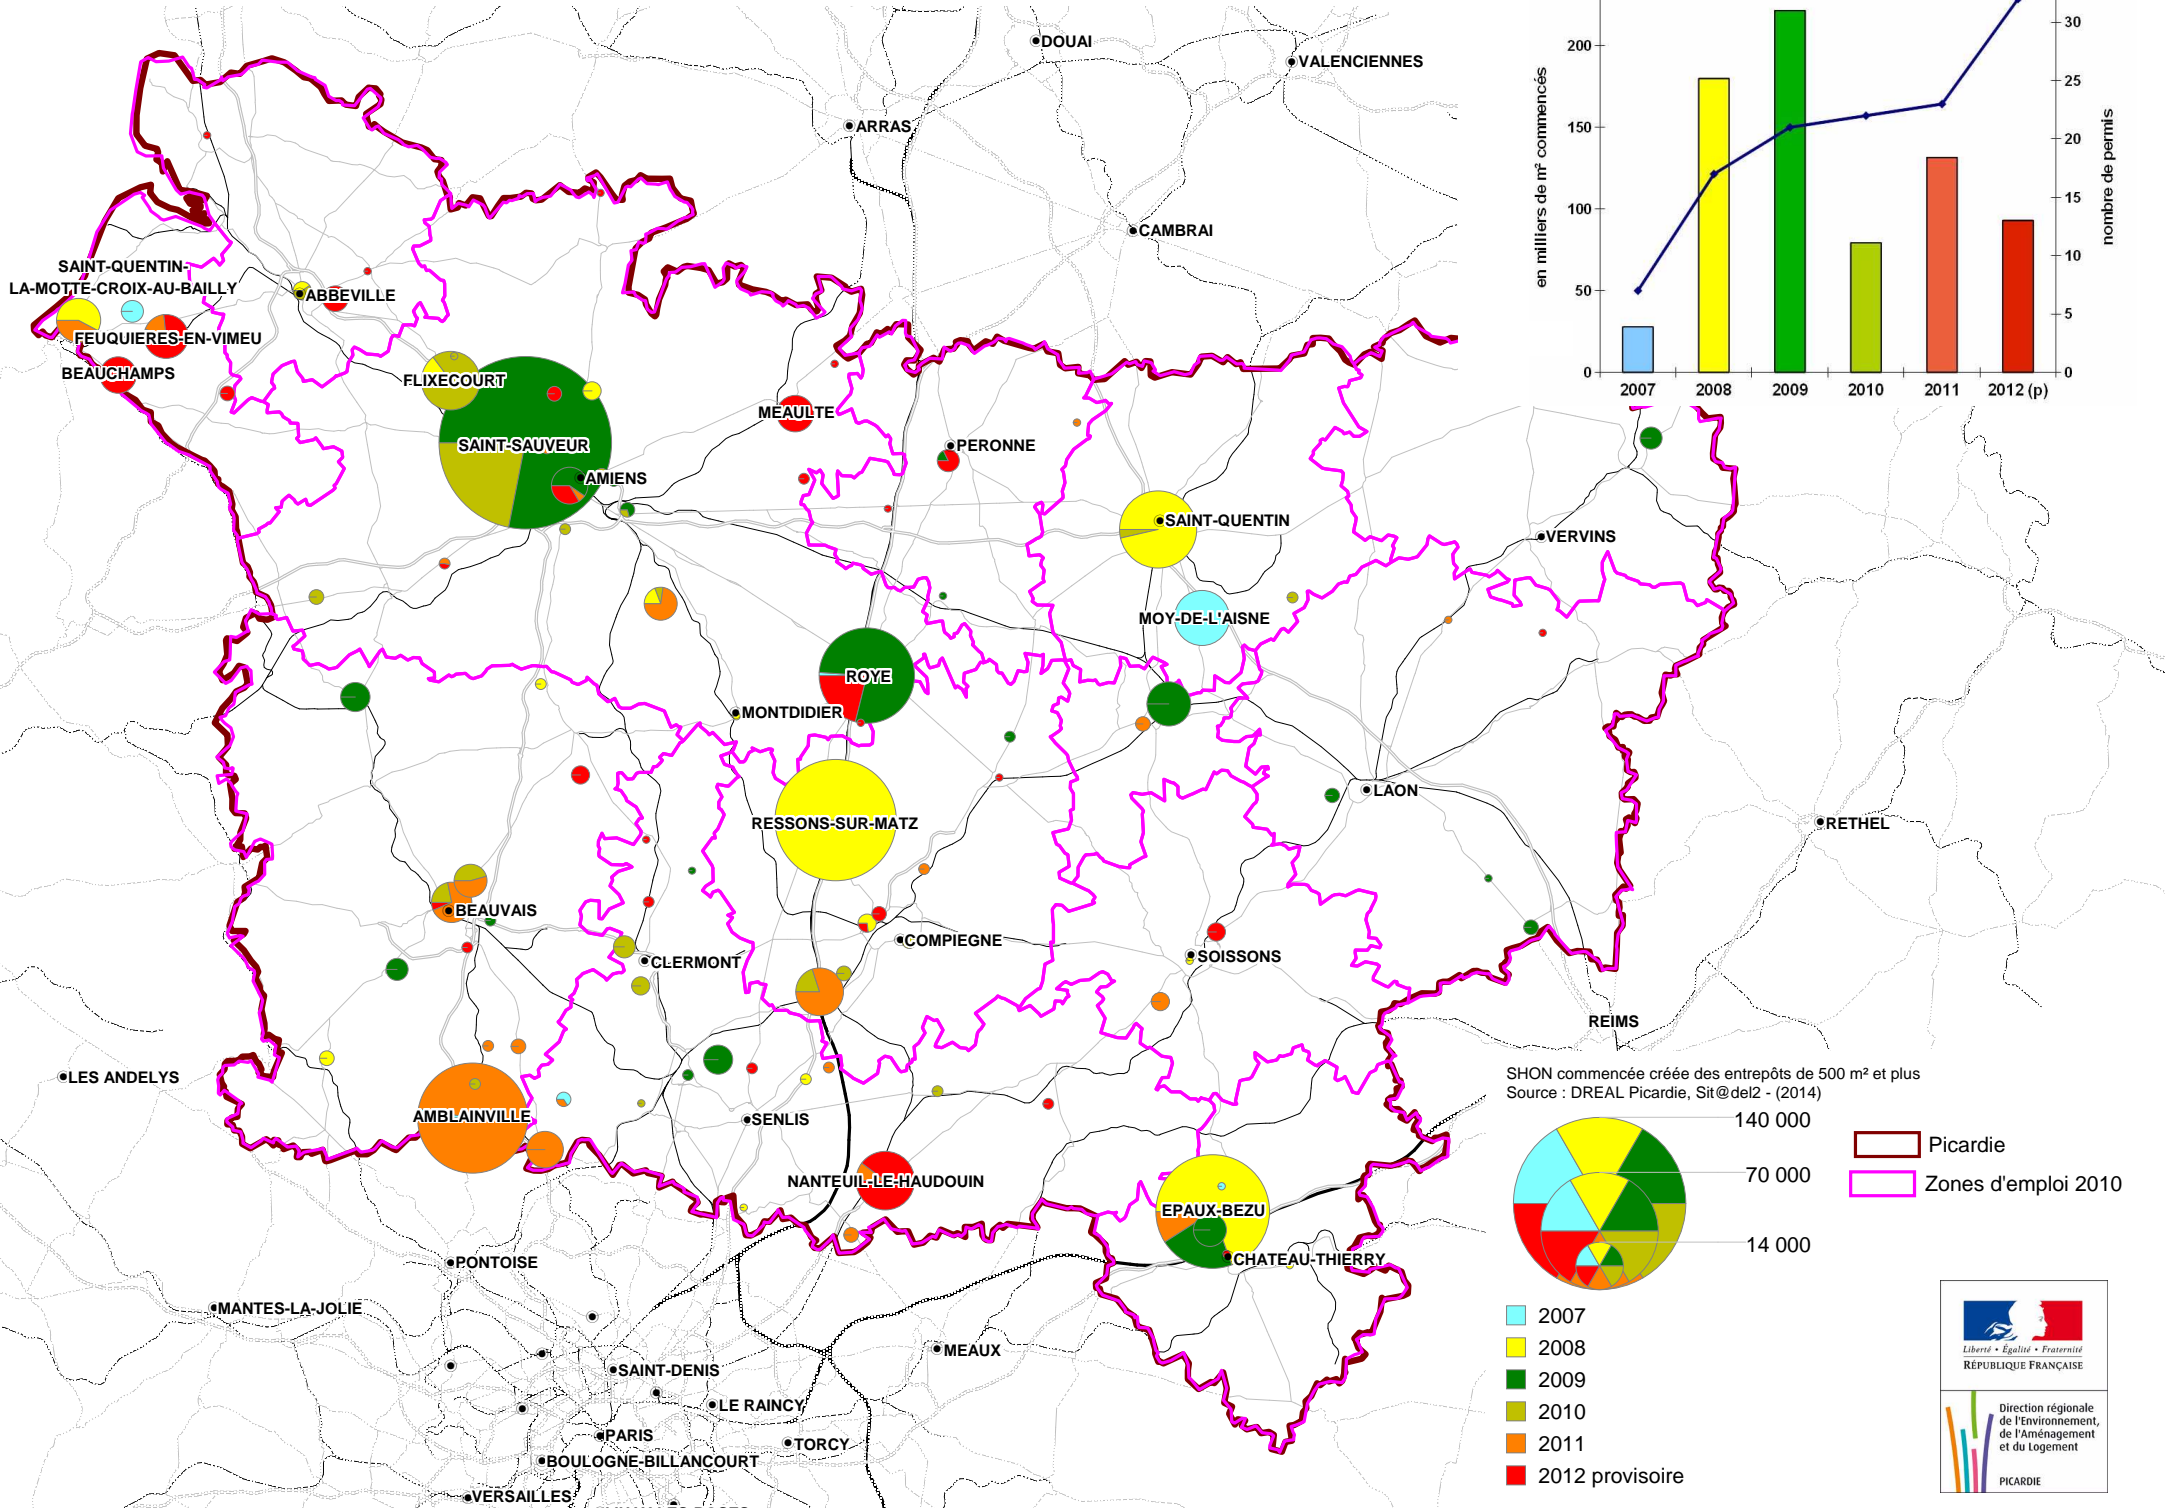 DOUAI
VALENCIENNES
ARRAS
CAMBRAI
SAINT-QUENTIN-
LA-MOTTE-CROIX-AU-BAILLY
ABBEVILLE
FEUQUIERES-EN-VIMEU
BEAUCHAMPS
FLIXECOURT
MEAULTE
SAINT-SAUVEUR
PERONNE
AMIENS
SAINT-QUENTIN
VERVINS
MOY-DE-L'AISNE
ROYE
MONTDIDIER
LAON
RESSONS-SUR-MATZ
RETHEL
BEAUVAIS
COMPIEGNE
CLERMONT
SOISSONS
REIMS
LES ANDELYS
AMBLAINVILLE
SENLIS
NANTEUIL-LE-HAUDOUIN
EPAUX-BEZU
CHATEAU-THIERRY
PONTOISE
MANTES-LA-JOLIE
MEAUX
SAINT-DENIS
LE RAINCY
PARIS
TORCY
BOULOGNE-BILLANCOURT
VERSAILLES
en milliers de m² commencés
200
150
100
50
0
30
25
20
15
10
5
0
nombre de permis
2007 2008 2009 2010 2011 2012 (p)
SHON commencée créée des entrepôts de 500 m² et plus
Source : DREAL Picardie, Sit@del2 - (2014)
140 000
70 000
14 000
Picardie
Zones d'emploi 2010
2007
2008
2009
2010
2011
2012 provisoire
Liberté • Égalité • Fraternité
RÉPUBLIQUE FRANÇAISE
Direction régionale
de l'Environnement,
de l'Aménagement
et du Logement
PICARDIE